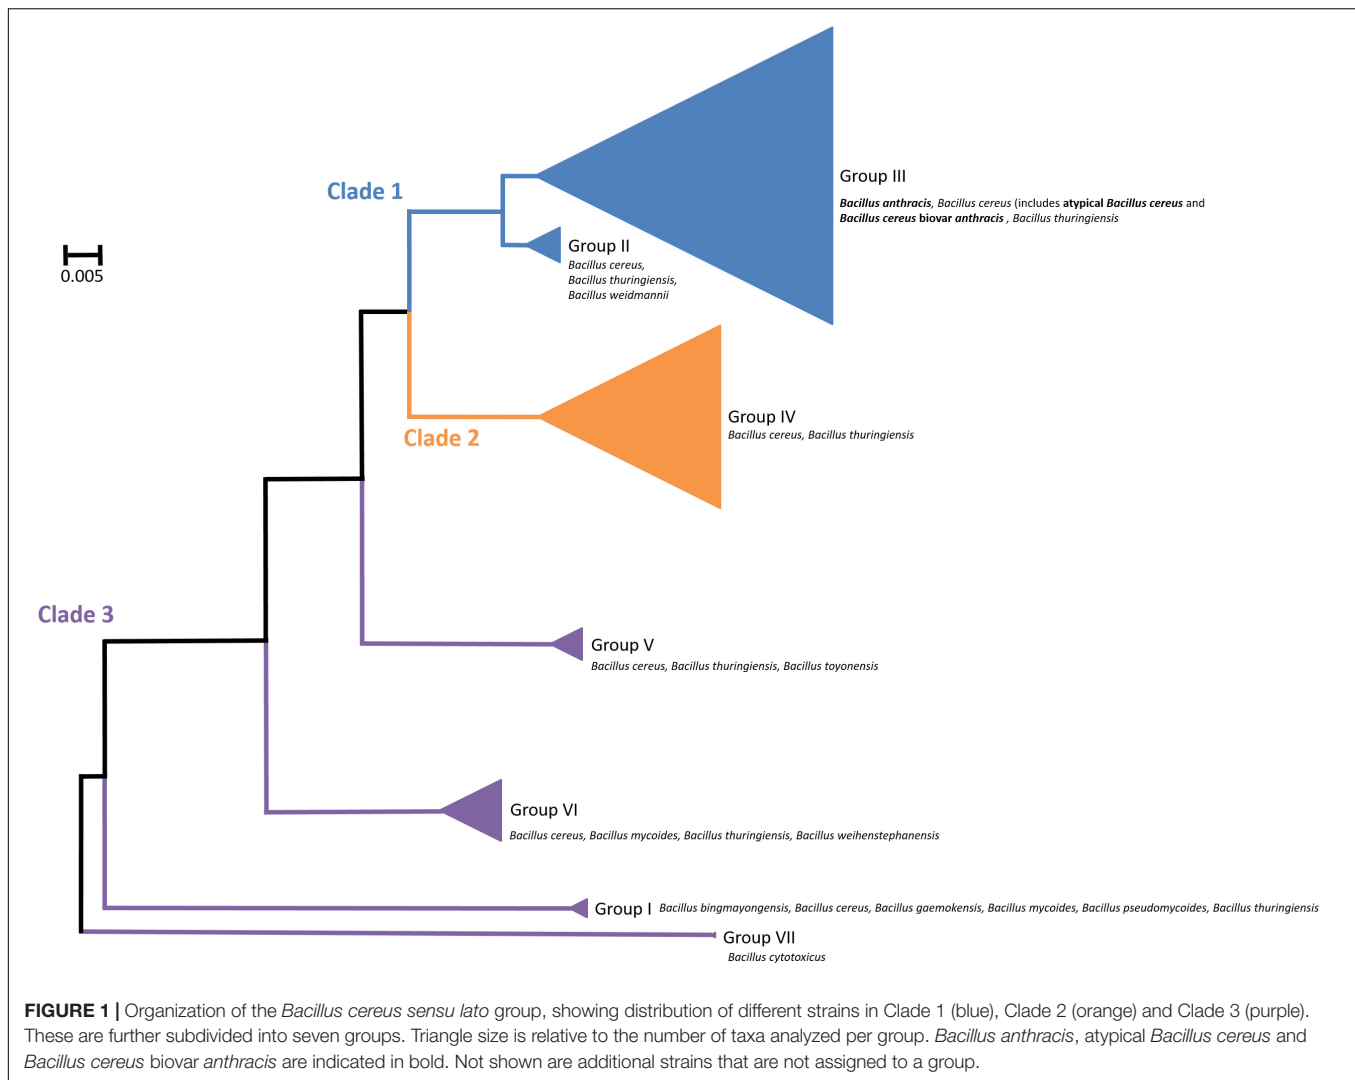 Clade 1
Group III
Bacillus anthracis, Bacillus cereus (includes atypical Bacillus cereus and
Bacillus cereus biovar anthracis , Bacillus thuringiensis
Group II
Bacillus cereus,
Bacillus thuringiensis,
Bacillus weidmannii
0.005
Group IV
Bacillus cereus, Bacillus thuringiensis
Clade 2
Clade 3
Group V
Bacillus cereus, Bacillus thuringiensis, Bacillus toyonensis
Group VI
Bacillus cereus, Bacillus mycoides, Bacillus thuringiensis, Bacillus weihenstephanensis
Group I Bacillus bingmayongensis, Bacillus cereus, Bacillus gaemokensis, Bacillus mycoides, Bacillus pseudomycoides, Bacillus thuringiensis
Group VII
Bacillus cytotoxicus
FIGURE 1 | Organization of the Bacillus cereus sensu lato group, showing distribution of different strains in Clade 1 (blue), Clade 2 (orange) and Clade 3 (purple).
These are further subdivided into seven groups. Triangle size is relative to the number of taxa analyzed per group. Bacillus anthracis, atypical Bacillus cereus and
Bacillus cereus biovar anthracis are indicated in bold. Not shown are additional strains that are not assigned to a group.